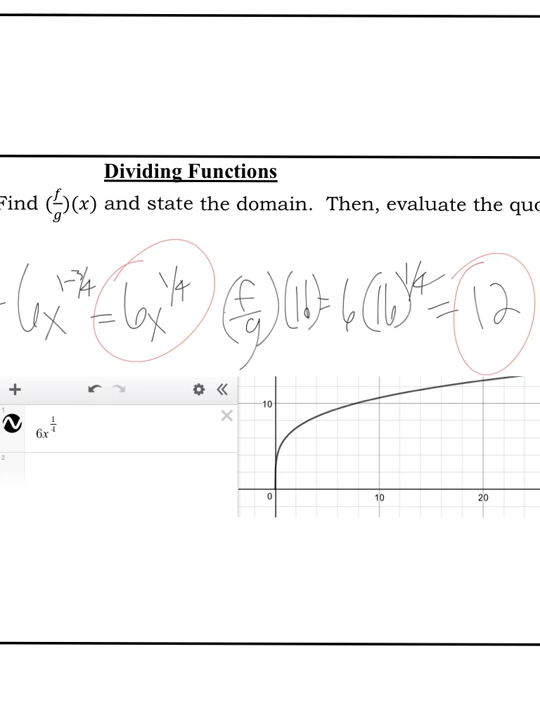 Dividing Functions
Find (f/g)(x) and state the domain. Then, evaluate the quo
6x^(1-3/4) = 6x^(1/4) (f/g)(16) = 6(16)^(1/4) = 12
+
1
6x^(1/4)
2
10
0 10 20